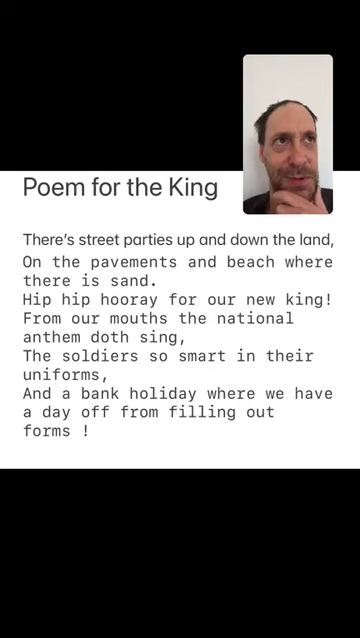 Poem for the King
There's street parties up and down the land,
On the pavements and beach where
there is sand.
Hip hip hooray for our new king!
From our mouths the national
anthem doth sing,
The soldiers so smart in their
uniforms,
And a bank holiday where we have
a day off from filling out
forms !